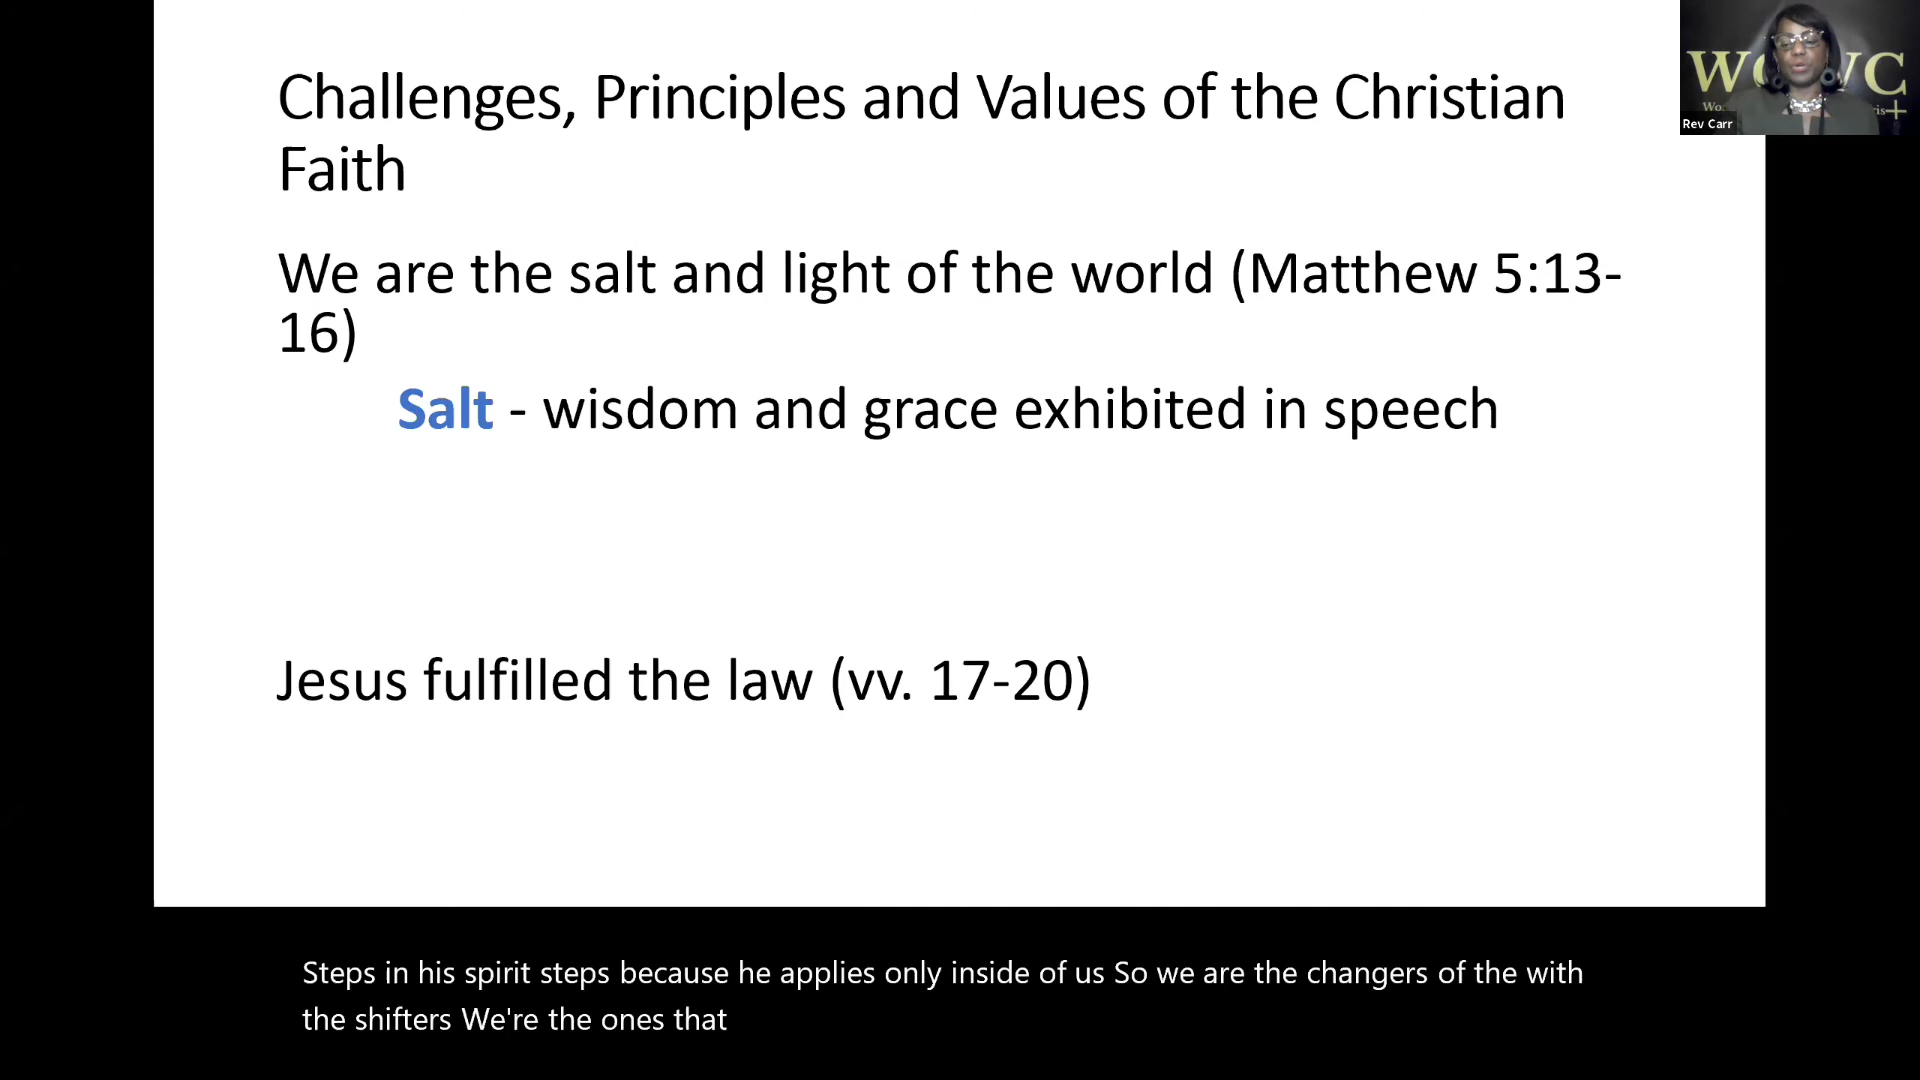 Challenges, Principles and Values of the Christian
Faith
We are the salt and light of the world (Matthew 5:13-
16)
Salt - wisdom and grace exhibited in speech
Jesus fulfilled the law (vv. 17-20)
Rev Carr
Steps in his spirit steps because he applies only inside of us So we are the changers of the with
the shifters We're the ones that